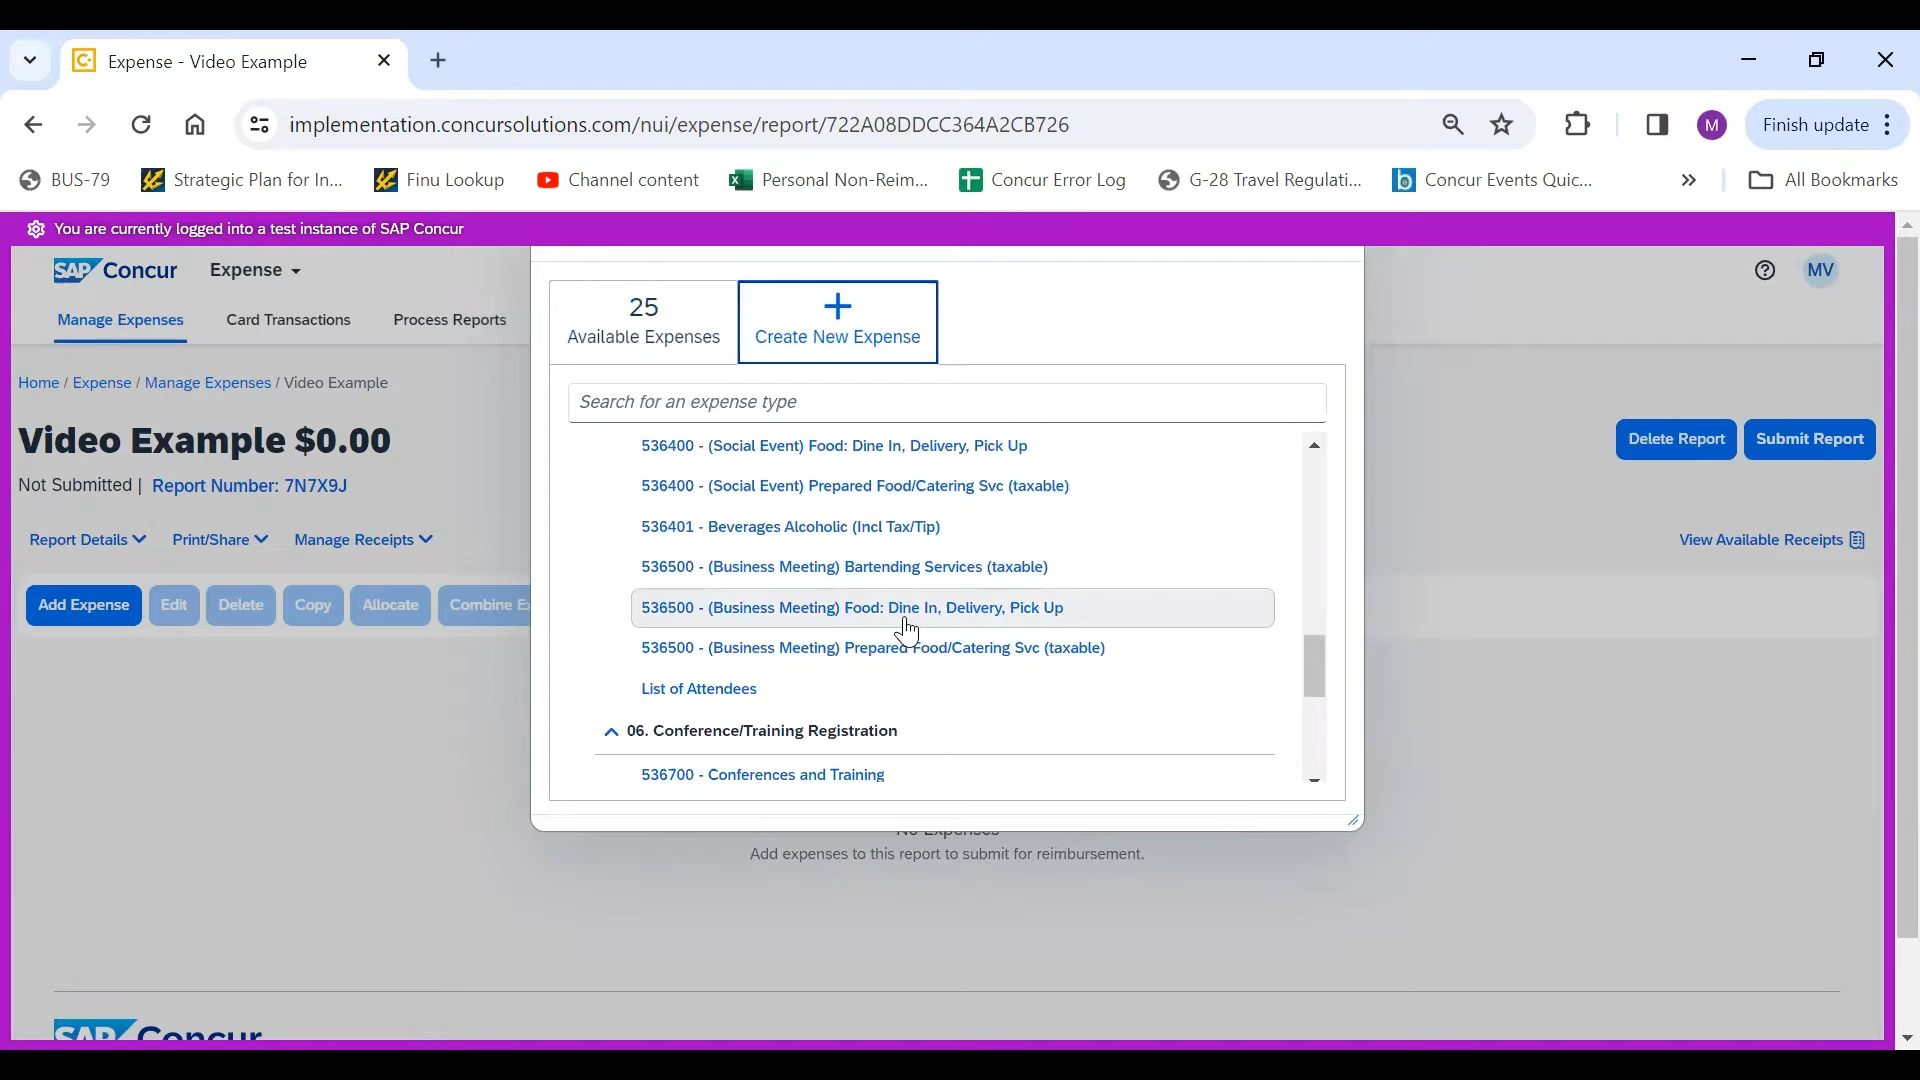 Expense - Video Example
implementation.concursolutions.com/nui/expense/report/722A08DDCC364A2CB726
M
Finish update
BUS-79
Strategic Plan for In...
Finu Lookup
Channel content
Personal Non-Reim...
Concur Error Log
G-28 Travel Regulati...
Concur Events Quic...
All Bookmarks
You are currently logged into a test instance of SAP Concur
SAP Concur
Expense
MV
Manage Expenses
Card Transactions
Process Reports
25
Available Expenses
Create New Expense
Home / Expense / Manage Expenses / Video Example
Search for an expense type
Video Example $0.00
Delete Report
Submit Report
Not Submitted | Report Number: 7N7X9J
Report Details
Print/Share
Manage Receipts
View Available Receipts
Add Expense
Edit
Delete
Copy
Allocate
Combine Ex
536400 - (Social Event) Food: Dine In, Delivery, Pick Up
536400 - (Social Event) Prepared Food/Catering Svc (taxable)
536401 - Beverages Alcoholic (Incl Tax/Tip)
536500 - (Business Meeting) Bartending Services (taxable)
536500 - (Business Meeting) Food: Dine In, Delivery, Pick Up
536500 - (Business Meeting) Prepared Food/Catering Svc (taxable)
List of Attendees
06. Conference/Training Registration
536700 - Conferences and Training
No Expenses
Add expenses to this report to submit for reimbursement.
SAP Concur